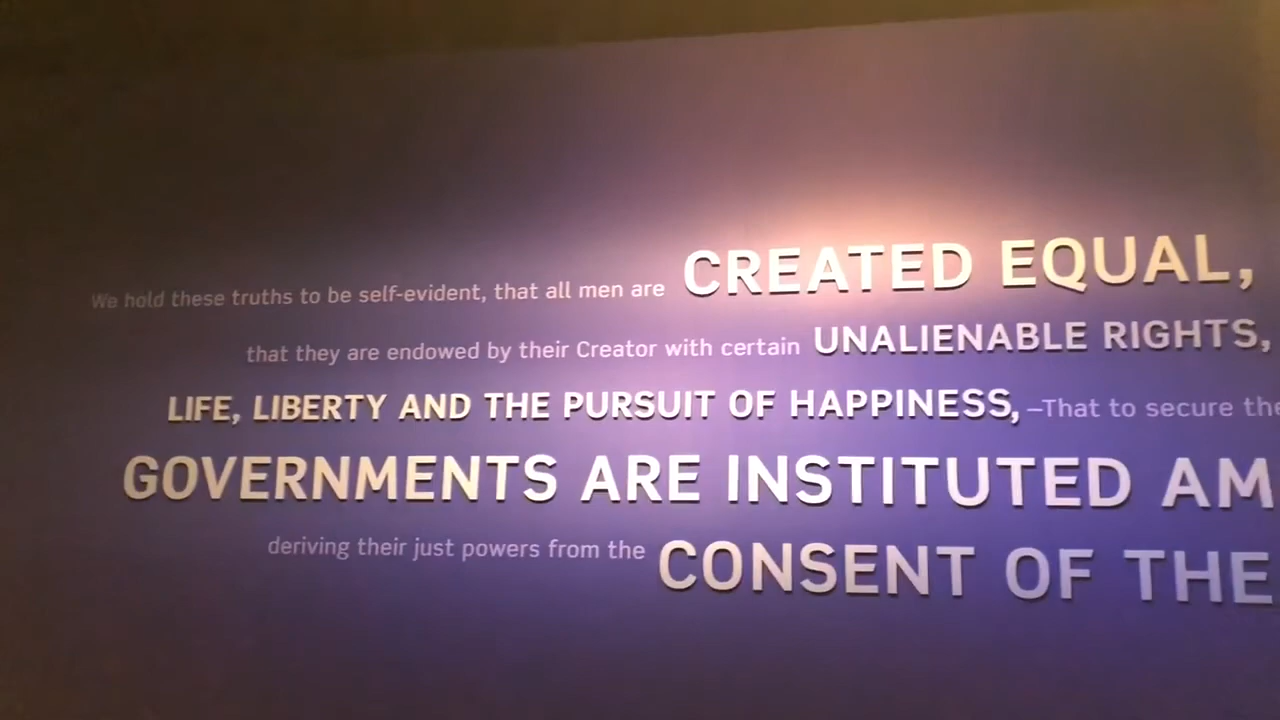 We hold these truths to be self-evident, that all men are CREATED EQUAL,
that they are endowed by their Creator with certain UNALIENABLE RIGHTS,
LIFE, LIBERTY AND THE PURSUIT OF HAPPINESS, –That to secure
GOVERNMENTS ARE INSTITUTED
deriving their just powers from the CONSENT OF THE